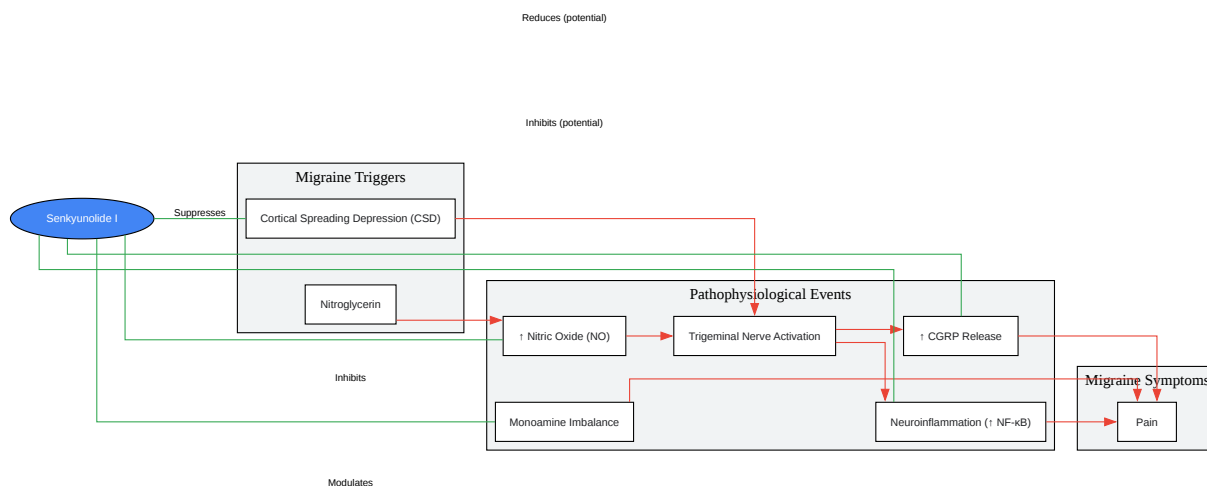 Reduces (potential)
Inhibits (potential)
Migraine Triggers
Senkyunolide I
Suppresses
Cortical Spreading Depression (CSD)
Nitroglycerin
Pathophysiological Events
↑ Nitric Oxide (NO)
Trigeminal Nerve Activation
↑ CGRP Release
Inhibits
Migraine Symptoms
Monoamine Imbalance
Neuroinflammation (↑ NF-κB)
Pain
Modulates